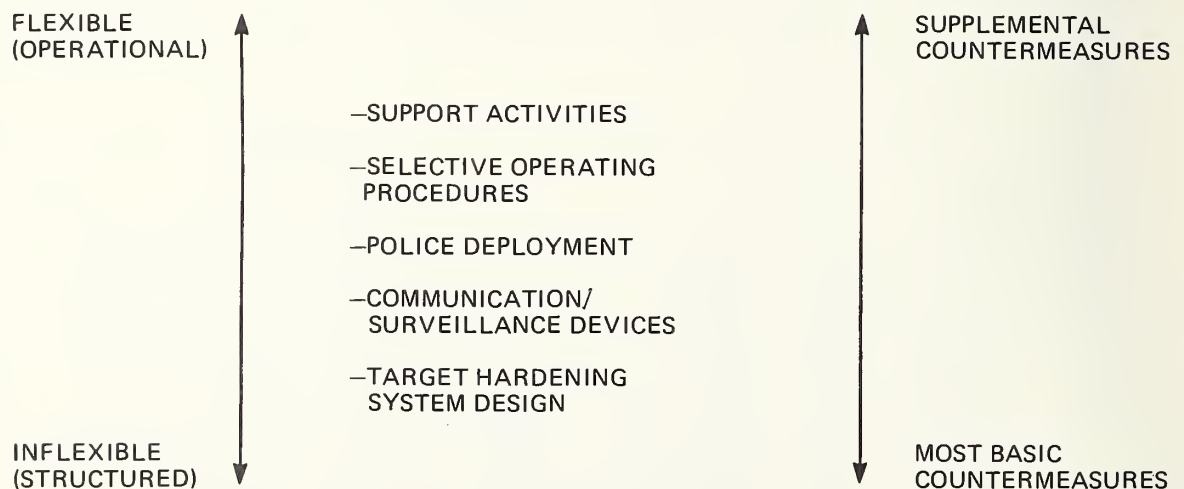 FLEXIBLE
(OPERATIONAL)
SUPPLEMENTAL
COUNTERMEASURES
—SUPPORT ACTIVITIES
—SELECTIVE OPERATING
PROCEDURES
—POLICE DEPLOYMENT
—COMMUNICATION/
SURVEILLANCE DEVICES
—TARGET HARDENING
SYSTEM DESIGN
INFLEXIBLE
(STRUCTURED)
MOST BASIC
COUNTERMEASURES